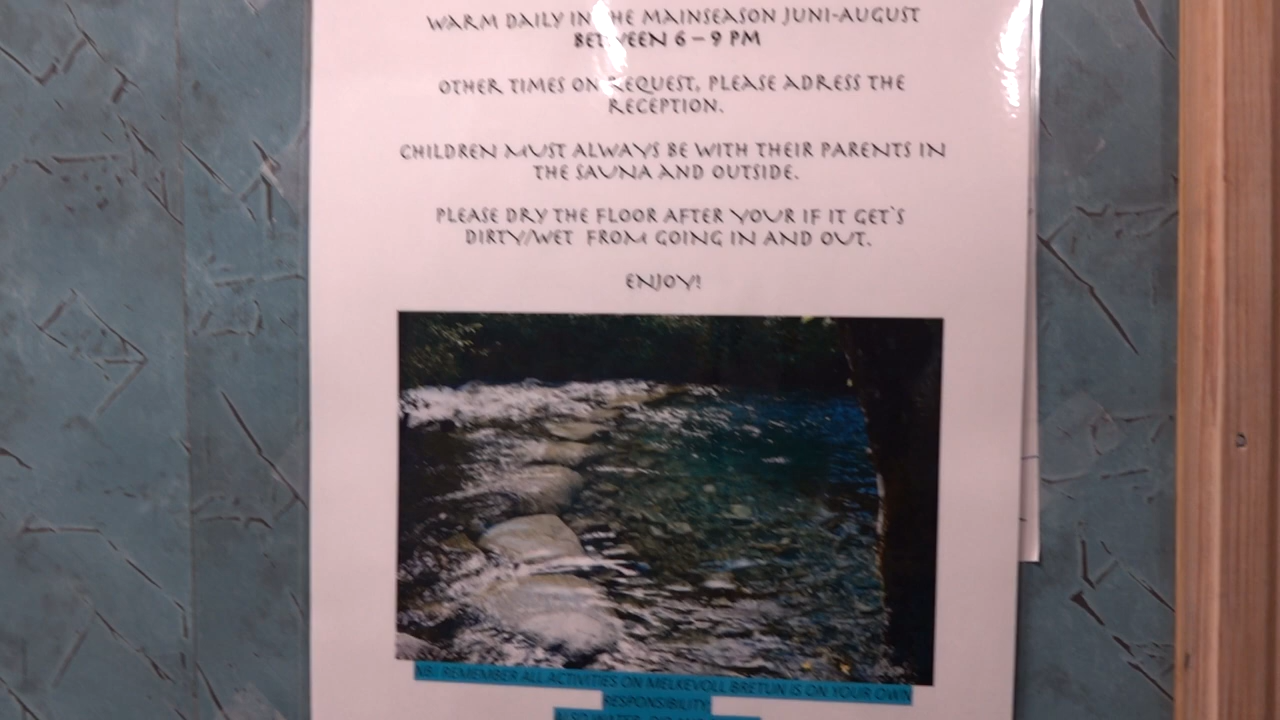 WARM DAILY IN THE MAINSEASON JUNI-AUGUST
BETWEEN 6 – 9 PM
OTHER TIMES ON REQUEST, PLEASE ADRESS THE
RECEPTION.
CHILDREN MUST ALWAYS BE WITH THEIR PARENTS IN
THE SAUNA AND OUTSIDE.
PLEASE DRY THE FLOOR AFTER YOUR IF IT GET`S
DIRTY/WET FROM GOING IN AND OUT.
ENJOY!
NB! REMEMBER ALL ACTIVITIES ON MELKEVOLL BRETUN IS ON YOUR OWN
RESPONSIBILITY!
ALSO WATER